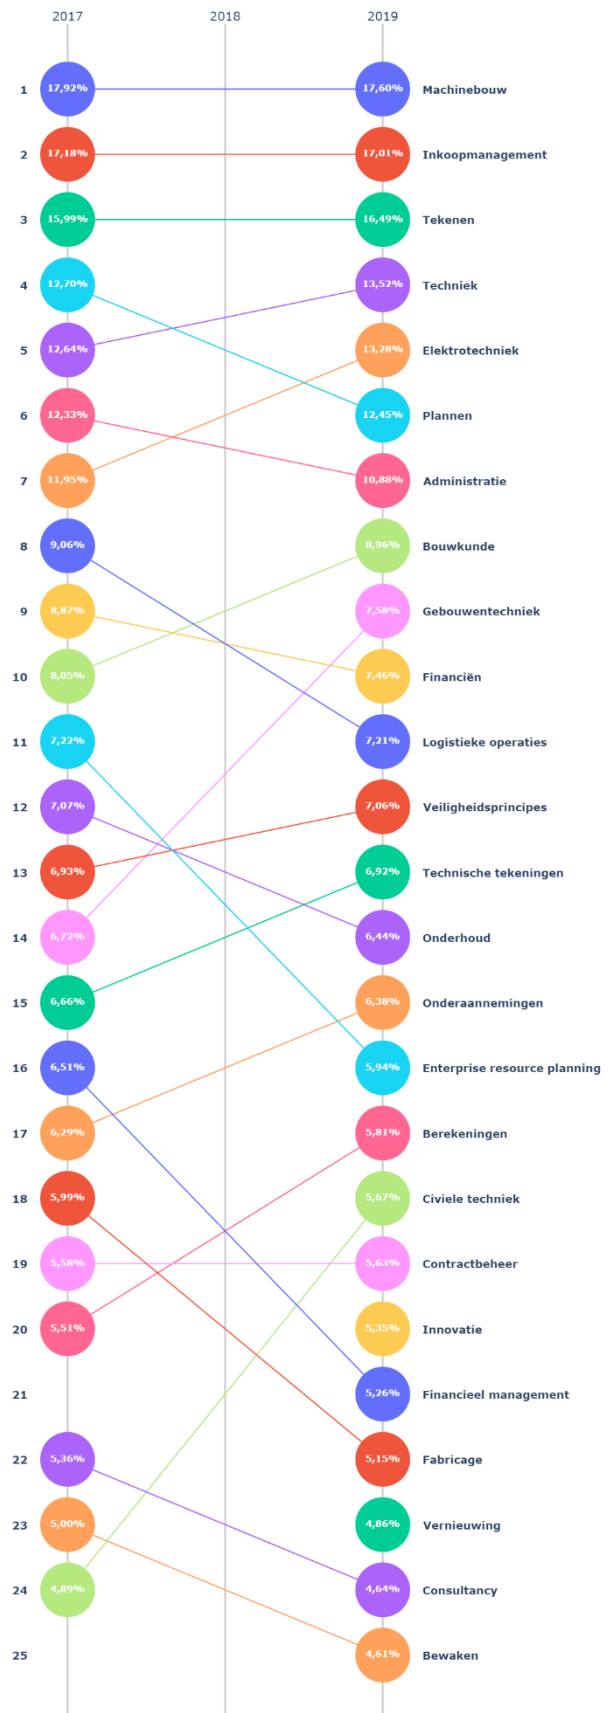 2017 2018 2019
1 17,92% 17,60% Machinebouw
2 17,18% 17,01% Inkoopmanagement
3 15,99% 16,49% Tekenen
4 12,70% 13,52% Techniek
5 12,64% 13,28% Elektrotechniek
6 12,33% 12,45% Plannen
7 11,95% 10,88% Administratie
8 9,06% 8,96% Bouwkunde
9 8,87% 7,58% Gebouwentechniek
10 8,05% 7,46% Financiën
11 7,22% 7,21% Logistieke operaties
12 7,07% 7,06% Veiligheidsprincipes
13 6,93% 6,92% Technische tekeningen
14 6,72% 6,44% Onderhoud
15 6,66% 6,38% Onderaannemingen
16 6,51% 5,94% Enterprise resource planning
17 6,29% 5,81% Berekeningen
18 5,99% 5,67% Civiele techniek
19 5,58% 5,63% Contractbeheer
20 5,51% 5,35% Innovatie
21 5,26% Financieel management
22 5,36% 5,15% Fabricage
23 5,00% 4,86% Vernieuwing
24 4,89% 4,64% Consultancy
25 4,61% Bewaken